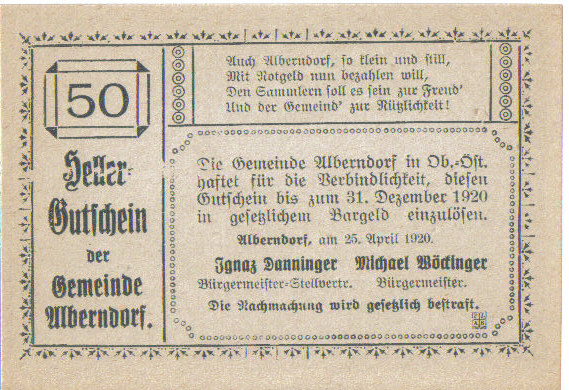 50
Heller-
Gutschein
der
Gemeinde
Alberndorf.
Auch Alberndorf, so klein und still,
Mit Notgeld nun bezahlen will,
Den Sammlern soll es sein zur Freud'
Und der Gemeind' zur Nützlichkeit!
Die Gemeinde Alberndorf in Ob.-Öst.
haftet für die Verbindlichkeit, diesen
Gutschein bis zum 31. Dezember 1920
in gesetzlichem Bargeld einzulösen.
Alberndorf, am 25. April 1920.
Ignaz Danninger Michael Wöckinger
Bürgermeister-Stellvertr. Bürgermeister.
Die Nachmachung wird gesetzlich bestraft.